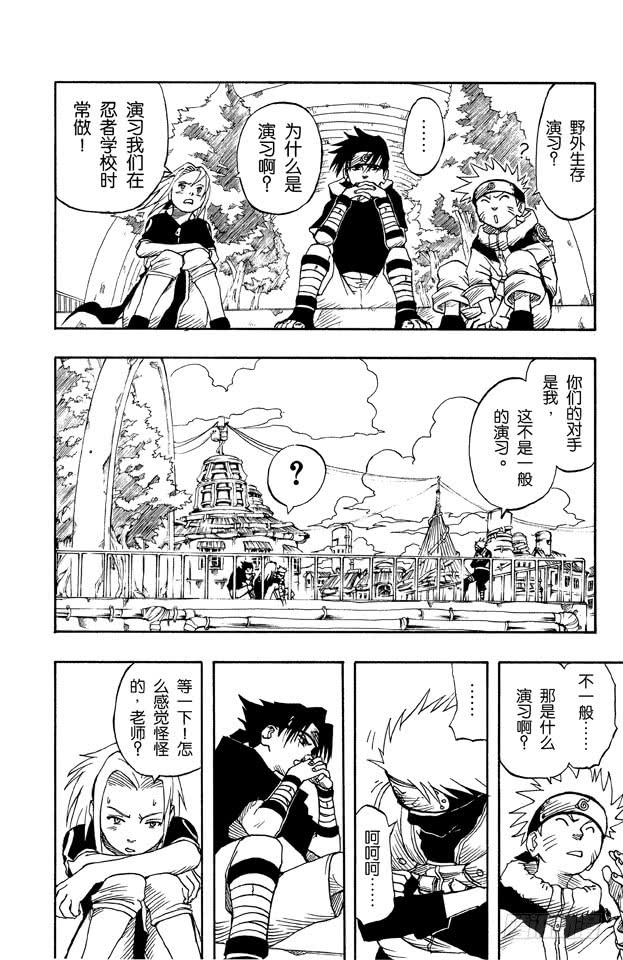 野外生存
演习？
？
……
为什么是
演习啊？
演习我们在
忍者学校时
常做！
你们的对手
是我，
这不是一般
的演习。
？
不一般……
那是什么
演习啊？
……
呵呵呵……
等一下！怎
么感觉怪怪
的，老师？